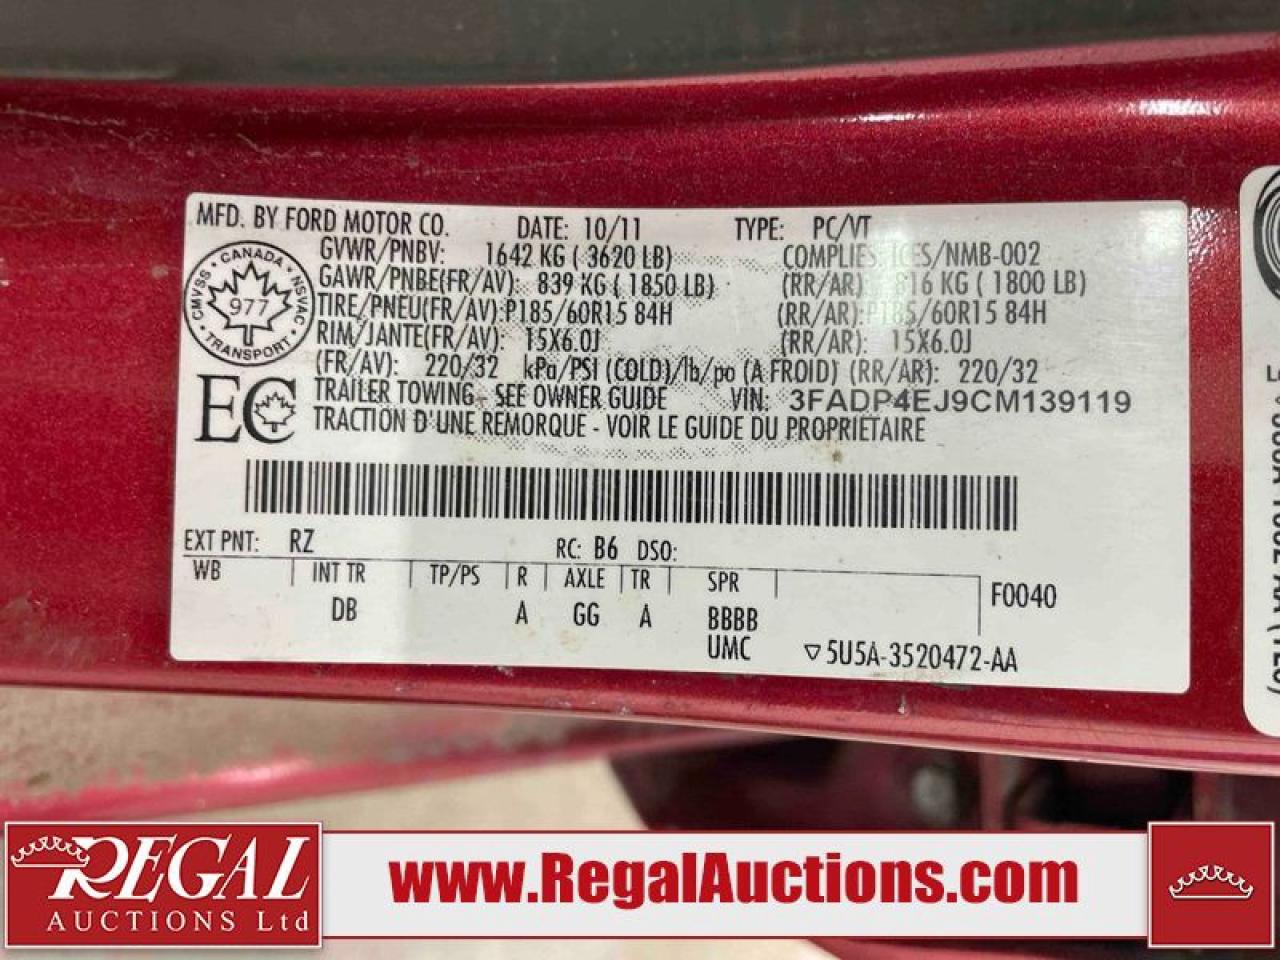 MFD. BY FORD MOTOR CO. DATE: 10/11 TYPE: PC/VT
GVWR/PNBV: 1642 KG ( 3620 LB) COMPLIES ICES/NMB-002
GAWR/PNBE(FR/AV): 839 KG ( 1850 LB) (RR/AR) 816 KG ( 1800 LB)
TIRE/PNEU(FR/AV):P185/60R15 84H (RR/AR):P185/60R15 84H
RIM/JANTE(FR/AV): 15X6.0J (RR/AR): 15X6.0J
(FR/AV): 220/32 kPa/PSI (COLD)/lb/po (A FROID) (RR/AR): 220/32
TRAILER TOWING - SEE OWNER GUIDE VIN: 3FADP4EJ9CM139119
TRACTION D'UNE REMORQUE - VOIR LE GUIDE DU PROPRIETAIRE
CMVSS · CANADA · NSVAC · TRANSPORT
977
EC
EXT PNT: RZ RC: B6 DSO:
WB INT TR TP/PS R AXLE TR SPR F0040
DB A GG A BBBB
UMC ▽5U5A-3520472-AA
REGAL
AUCTIONS Ltd
www.RegalAuctions.com